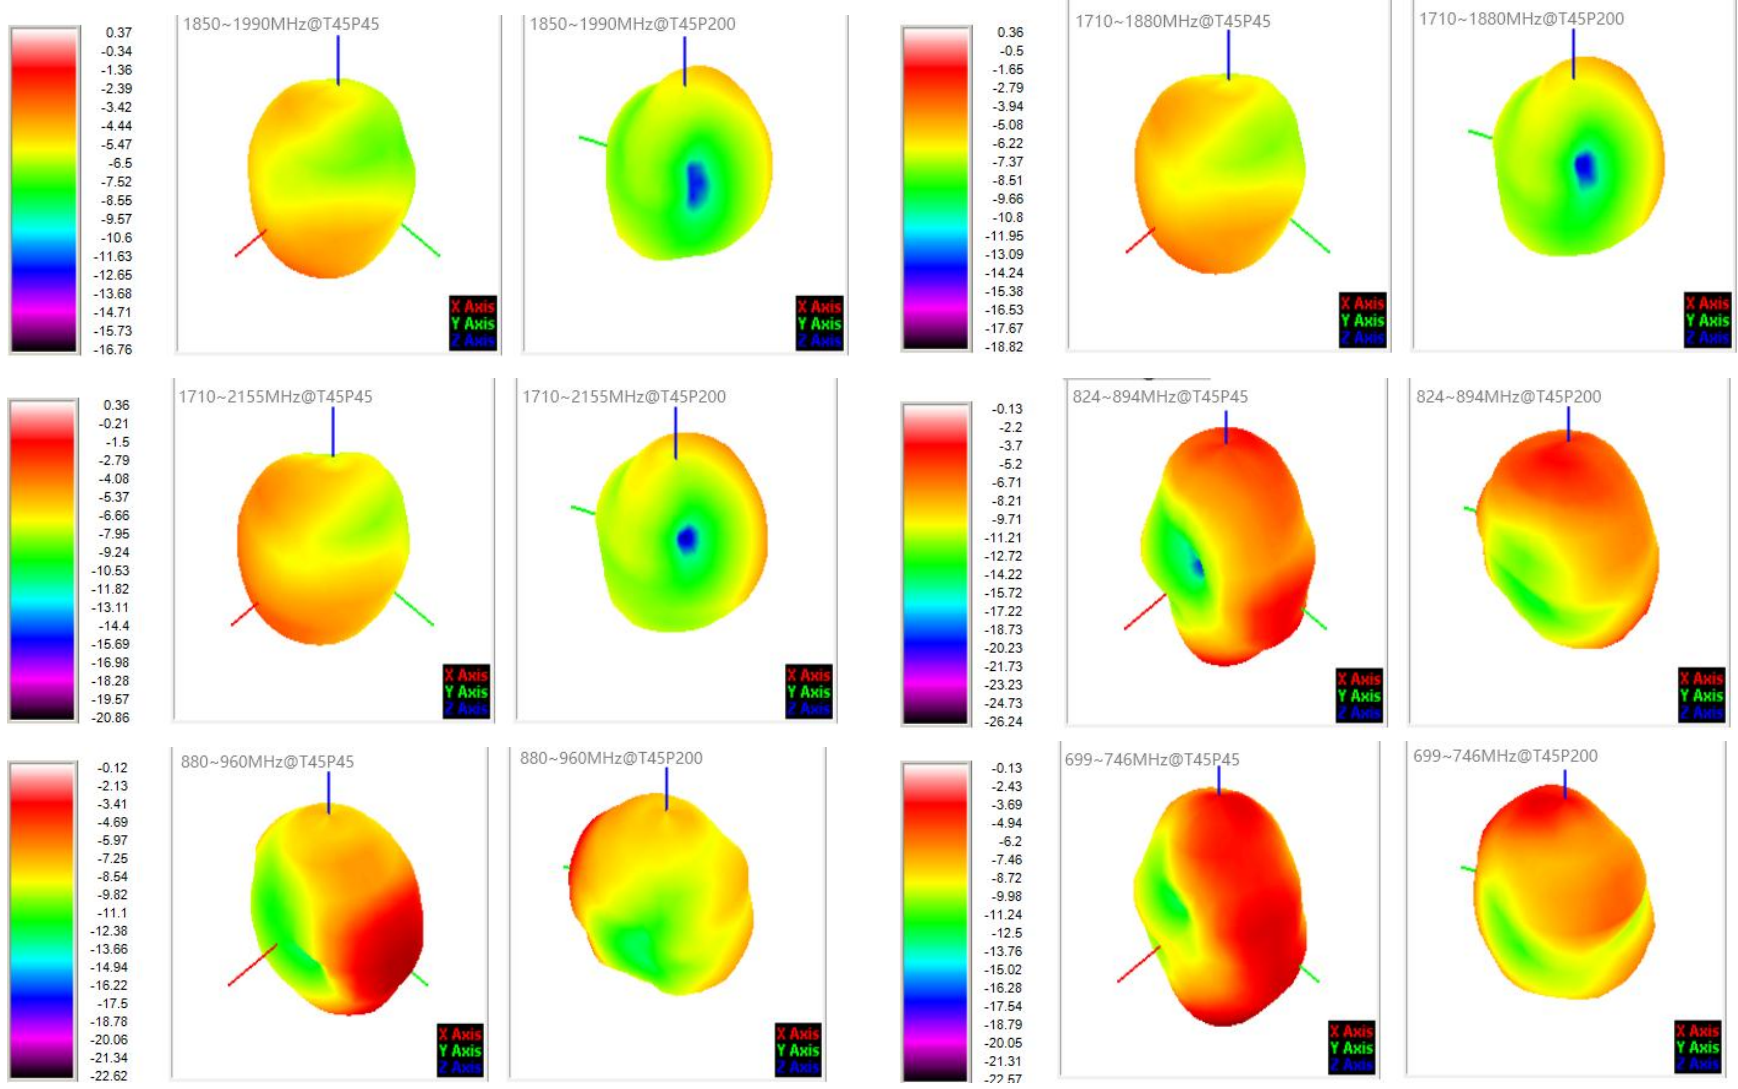 1850~1990MHz@T45P45
1850~1990MHz@T45P200
0.37
-0.34
-1.36
-2.39
-3.42
-4.44
-5.47
-6.5
-7.52
-8.55
-9.57
-10.6
-11.63
-12.65
-13.68
-14.71
-15.73
-16.76
X Axis
Y Axis
Z Axis
X Axis
Y Axis
Z Axis
1710~1880MHz@T45P45
1710~1880MHz@T45P200
0.36
-0.5
-1.65
-2.79
-3.94
-5.08
-6.22
-7.37
-8.51
-9.66
-10.8
-11.95
-13.09
-14.24
-15.38
-16.53
-17.67
-18.82
X Axis
Y Axis
Z Axis
X Axis
Y Axis
Z Axis
1710~2155MHz@T45P45
1710~2155MHz@T45P200
0.36
-0.21
-1.5
-2.79
-4.08
-5.37
-6.66
-7.95
-9.24
-10.53
-11.82
-13.11
-14.4
-15.69
-16.98
-18.28
-19.57
-20.86
X Axis
Y Axis
Z Axis
X Axis
Y Axis
Z Axis
824~894MHz@T45P45
824~894MHz@T45P200
-0.13
-2.2
-3.7
-5.2
-6.71
-8.21
-9.71
-11.21
-12.72
-14.22
-15.72
-17.22
-18.73
-20.23
-21.73
-23.23
-24.73
-26.24
X Axis
Y Axis
Z Axis
X Axis
Y Axis
Z Axis
880~960MHz@T45P45
880~960MHz@T45P200
-0.12
-2.13
-3.41
-4.69
-5.97
-7.25
-8.54
-9.82
-11.1
-12.38
-13.66
-14.94
-16.22
-17.5
-18.78
-20.06
-21.34
-22.62
X Axis
Y Axis
Z Axis
X Axis
Y Axis
Z Axis
699~746MHz@T45P45
699~746MHz@T45P200
-0.13
-2.43
-3.69
-4.94
-6.2
-7.46
-8.72
-9.98
-11.24
-12.5
-13.76
-15.02
-16.28
-17.54
-18.79
-20.05
-21.31
-22.57
X Axis
Y Axis
Z Axis
X Axis
Y Axis
Z Axis